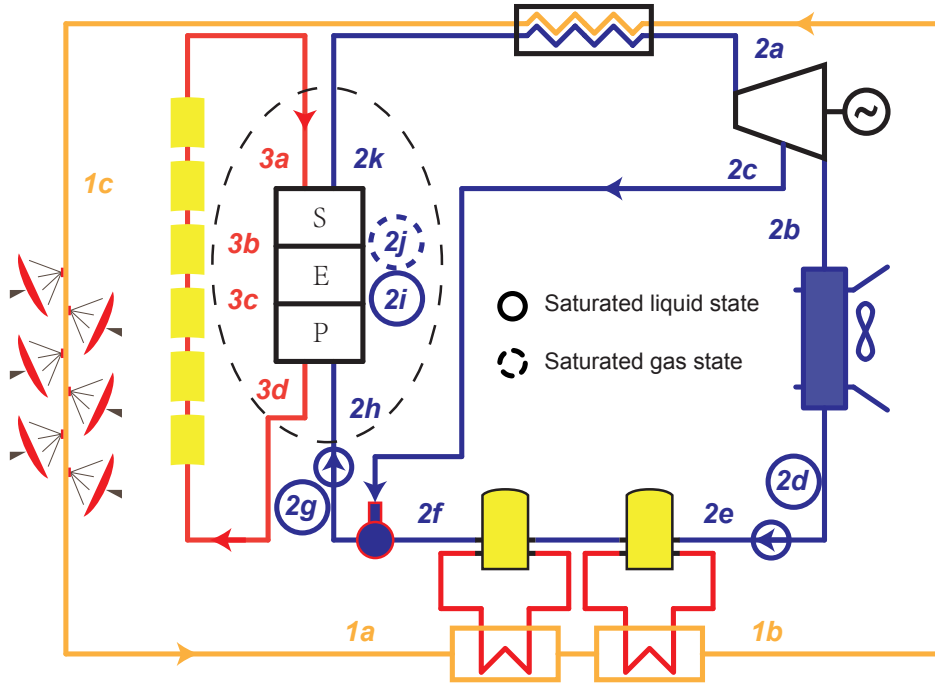 2a
1c
3a
2k
2c
S
2b
3b
2j
E
3c
2i
Saturated liquid state
P
Saturated gas state
3d
2h
2g
2f
2e
2d
1a
1b
~